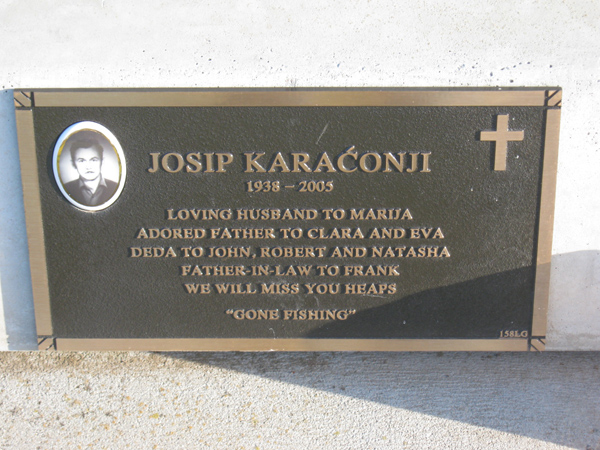 JOSIP KARAĆONJI
1938 – 2005
LOVING HUSBAND TO MARIJA
ADORED FATHER TO CLARA AND EVA
DEDA TO JOHN, ROBERT AND NATASHA
FATHER-IN-LAW TO FRANK
WE WILL MISS YOU HEAPS
"GONE FISHING"
158LG